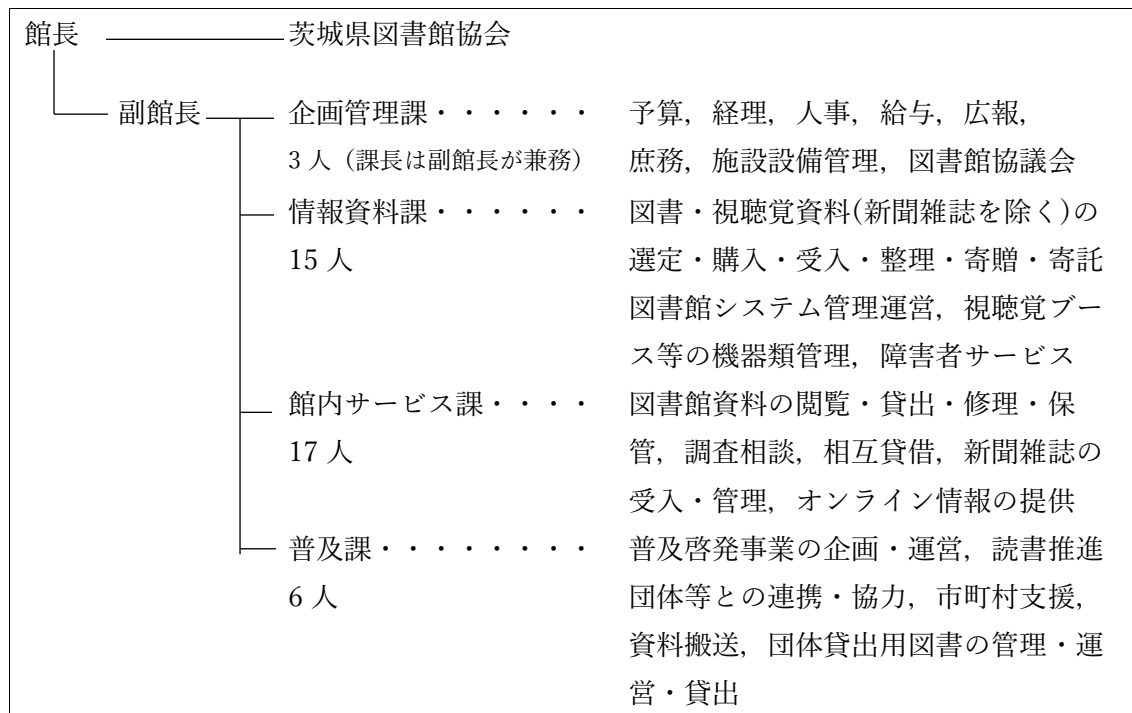 館長 茨城県図書館協会
副館長 企画管理課・・・・・・ 予算，経理，人事，給与，広報，
3 人（課長は副館長が兼務） 庶務，施設設備管理，図書館協議会
情報資料課・・・・・・ 図書・視聴覚資料(新聞雑誌を除く)の
15 人 選定・購入・受入・整理・寄贈・寄託
図書館システム管理運営，視聴覚ブー
ス等の機器類管理，障害者サービス
館内サービス課・・・・ 図書館資料の閲覧・貸出・修理・保
17 人 管，調査相談，相互貸借，新聞雑誌の
受入・管理，オンライン情報の提供
普及課・・・・・・・・ 普及啓発事業の企画・運営，読書推進
6 人 団体等との連携・協力，市町村支援，
資料搬送，団体貸出用図書の管理・運
営・貸出